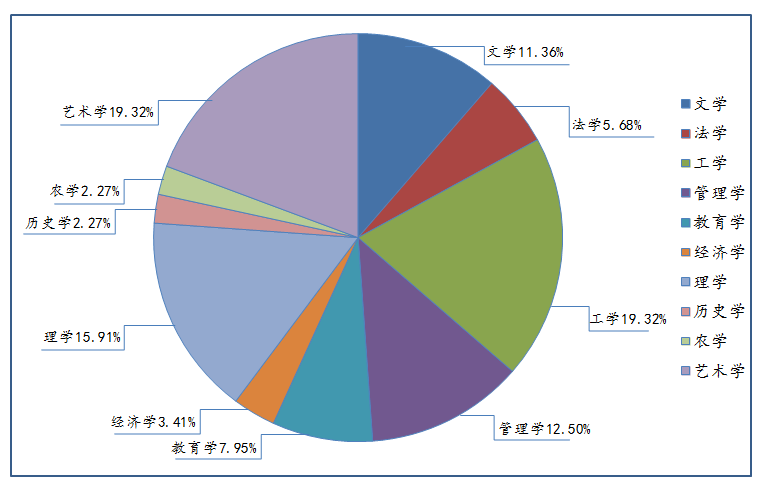 文学11.36%
法学5.68%
工学19.32%
管理学12.50%
教育学7.95%
经济学3.41%
理学15.91%
历史学2.27%
农学2.27%
艺术学19.32%
文学
法学
工学
管理学
教育学
经济学
理学
历史学
农学
艺术学